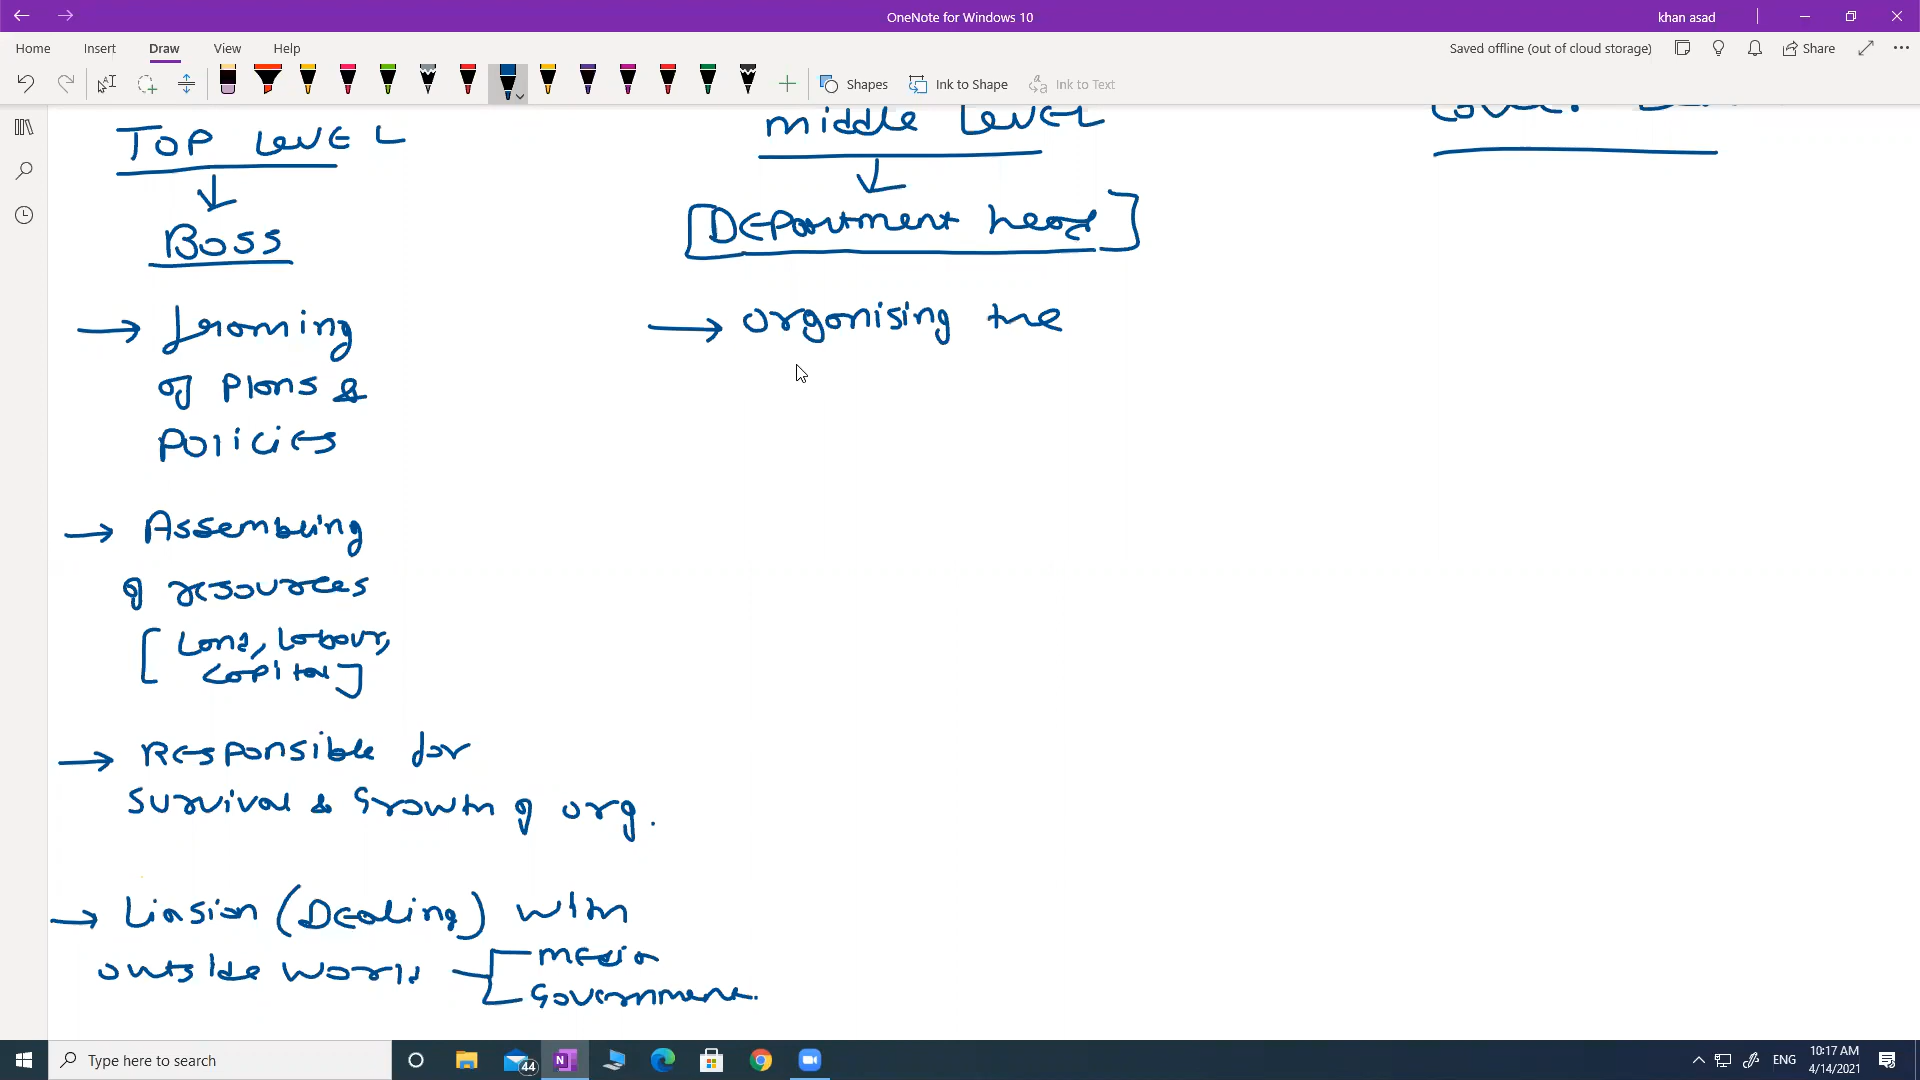 OneNote for Windows 10
khan asad
Home Insert Draw View Help
Saved offline (out of cloud storage)
Share
Shapes
Ink to Shape
Ink to Text
TOP LEVEL
BOSS
→ framing
of plans &
policies
→ Assembling
of resources
[Land, Labour,
capital]
→ Responsible for
survival & Growth of org.
→ Liasion (Dealing) with
outside world
media
Government.
middle LEVEL
[Department head]
→ organising the
Type here to search
44
ENG
10:17 AM
4/14/2021